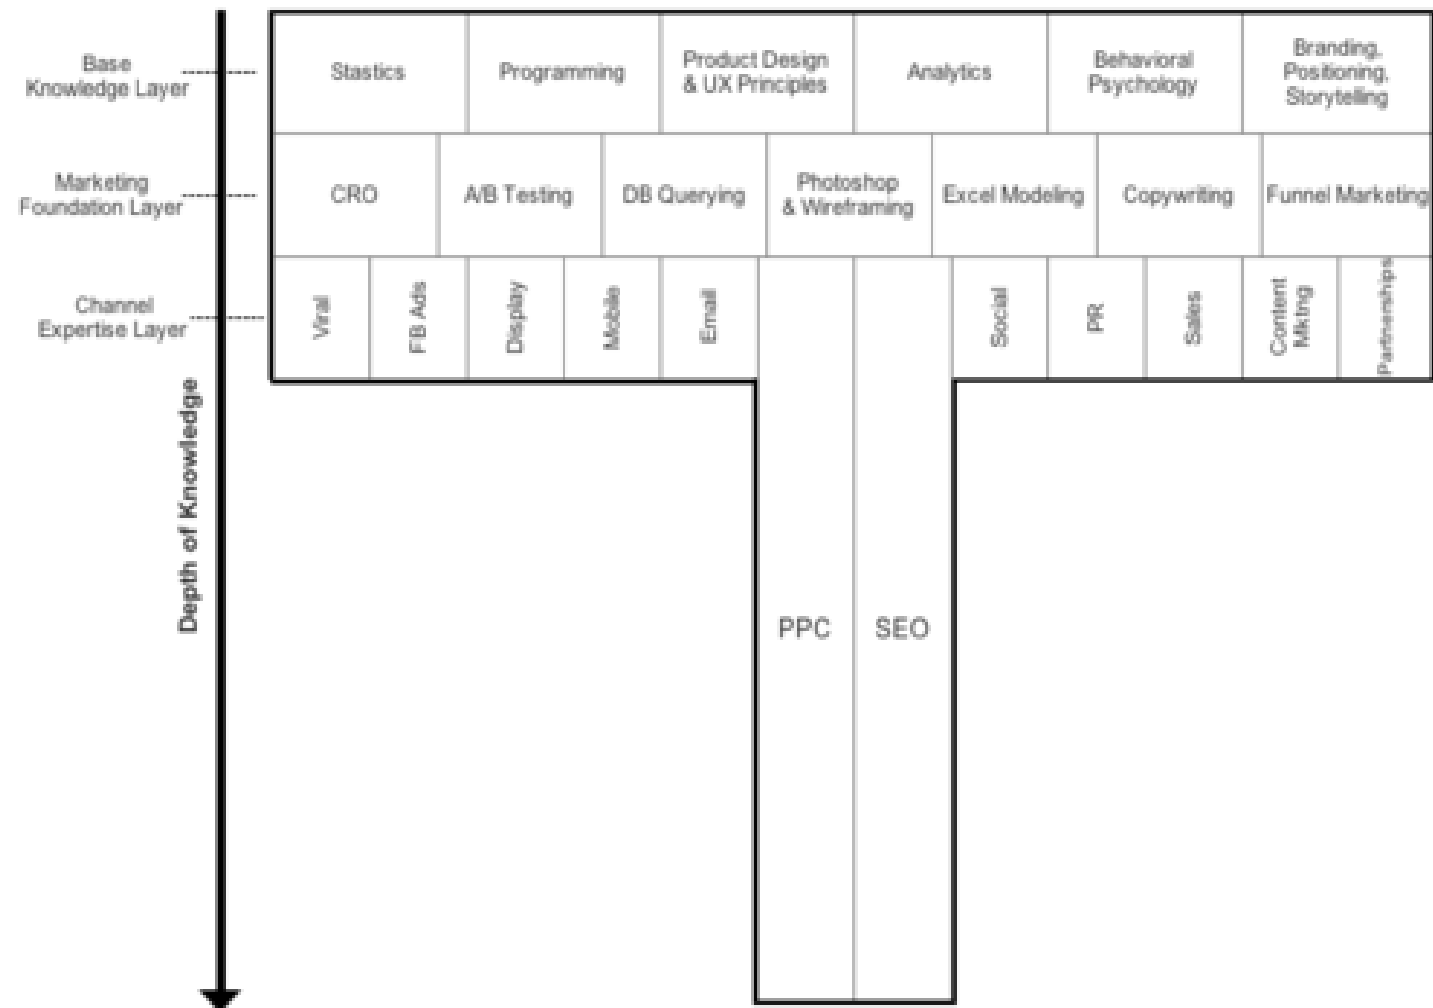 Base
Knowledge Layer
Stastics
Programming
Product Design
& UX Principles
Analytics
Behavioral
Psychology
Branding,
Positioning,
Storytelling
Marketing
Foundation Layer
CRO
A/B Testing
DB Querying
Photoshop
& Wireframing
Excel Modeling
Copywriting
Funnel Marketing
Channel
Expertise Layer
Viral
FB Ads
Display
Mobile
Email
Social
PR
Sales
Content
Mktng
Partnerships
Depth of Knowledge
PPC
SEO